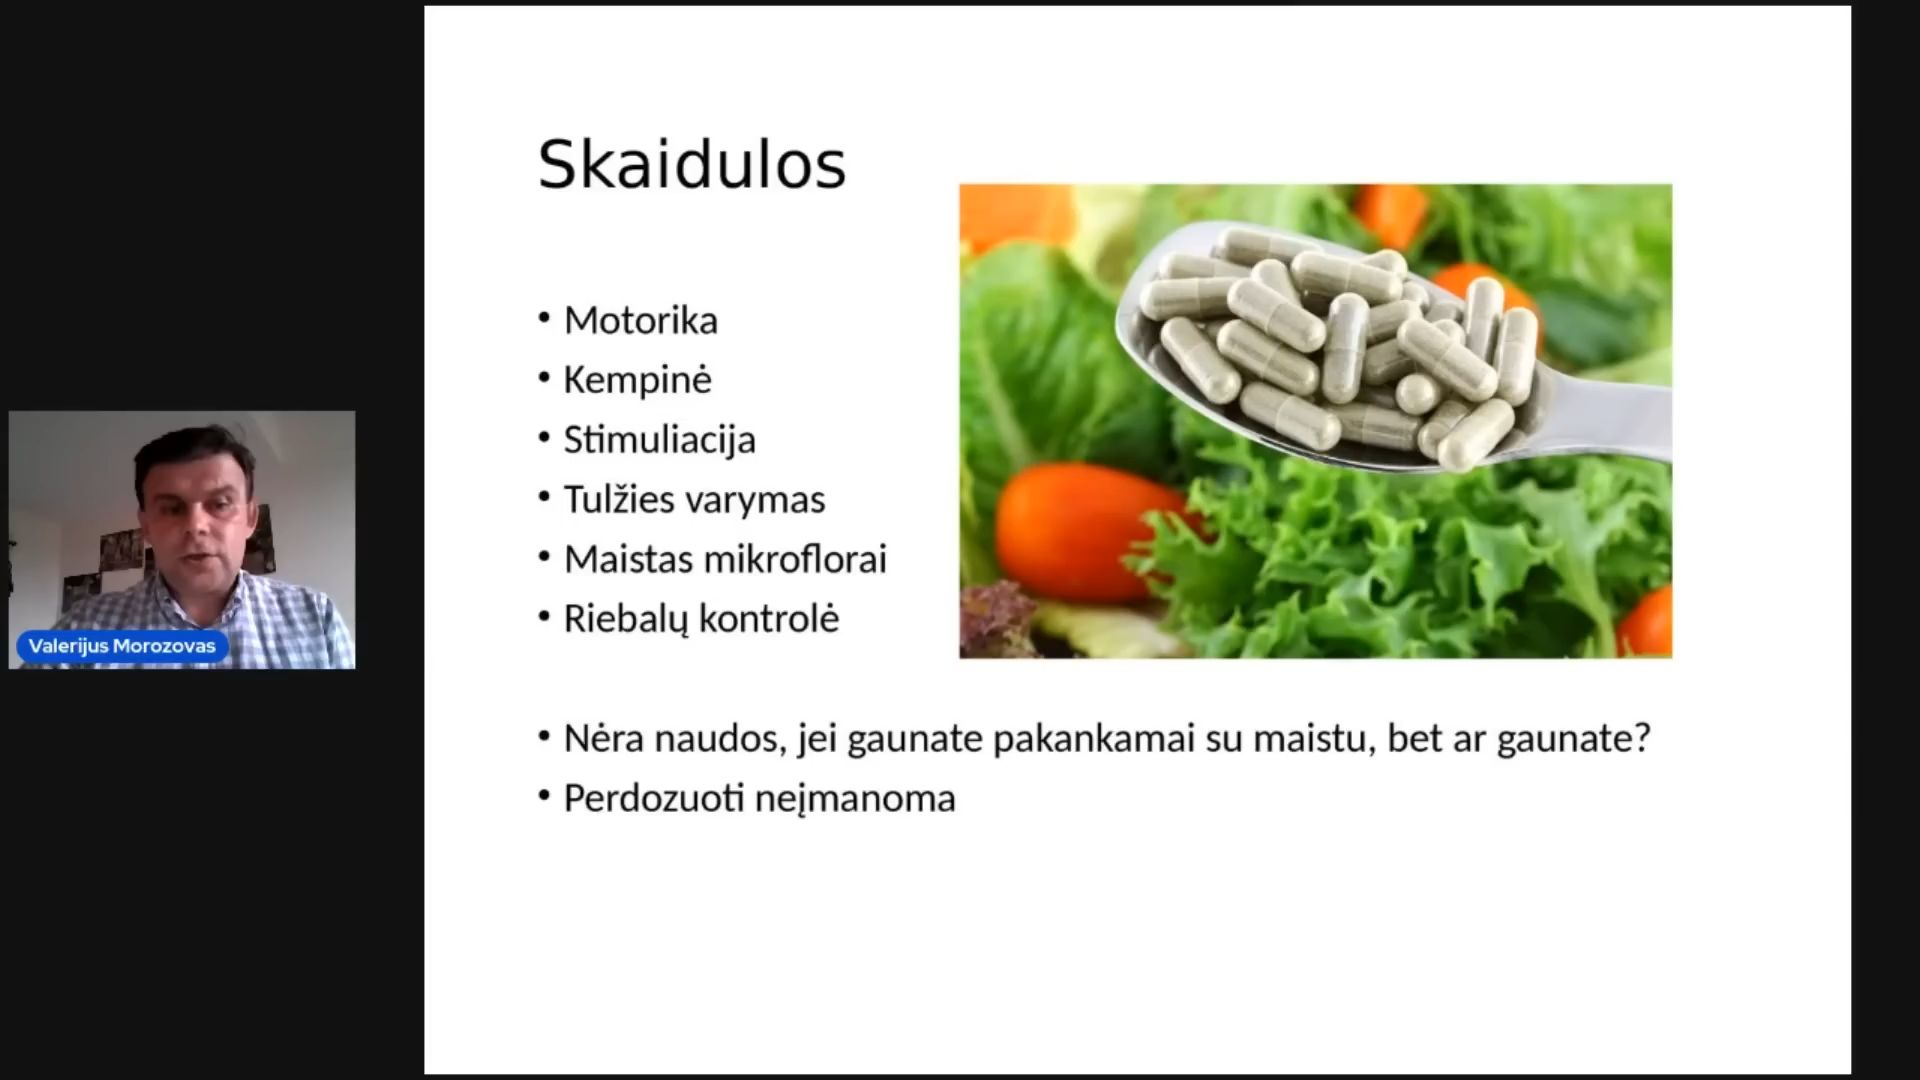 Skaidulos
• Motorika
• Kempinė
• Stimuliacija
• Tulžies varymas
• Maistas mikroflorai
• Riebalų kontrolė
• Nėra naudos, jei gaunate pakankamai su maistu, bet ar gaunate?
• Perdozuoti neįmanoma
Valerijus Morozovas